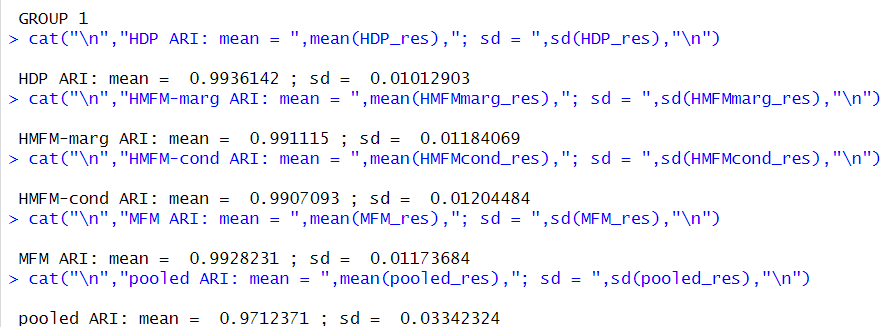 GROUP 1
> cat("\n","HDP ARI: mean = ",mean(HDP_res),"; sd = ",sd(HDP_res),"\n")
HDP ARI: mean =  0.9936142 ; sd =  0.01012903
> cat("\n","HMFM-marg ARI: mean = ",mean(HMFMmarg_res),"; sd = ",sd(HMFMmarg_res),"\n")
HMFM-marg ARI: mean =  0.991115 ; sd =  0.01184069
> cat("\n","HMFM-cond ARI: mean = ",mean(HMFMcond_res),"; sd = ",sd(HMFMcond_res),"\n")
HMFM-cond ARI: mean =  0.9907093 ; sd =  0.01204484
> cat("\n","MFM ARI: mean = ",mean(MFM_res),"; sd = ",sd(MFM_res),"\n")
MFM ARI: mean =  0.9928231 ; sd =  0.01173684
> cat("\n","pooled ARI: mean = ",mean(pooled_res),"; sd = ",sd(pooled_res),"\n")
pooled ARI: mean =  0.9712371 ; sd =  0.03342324